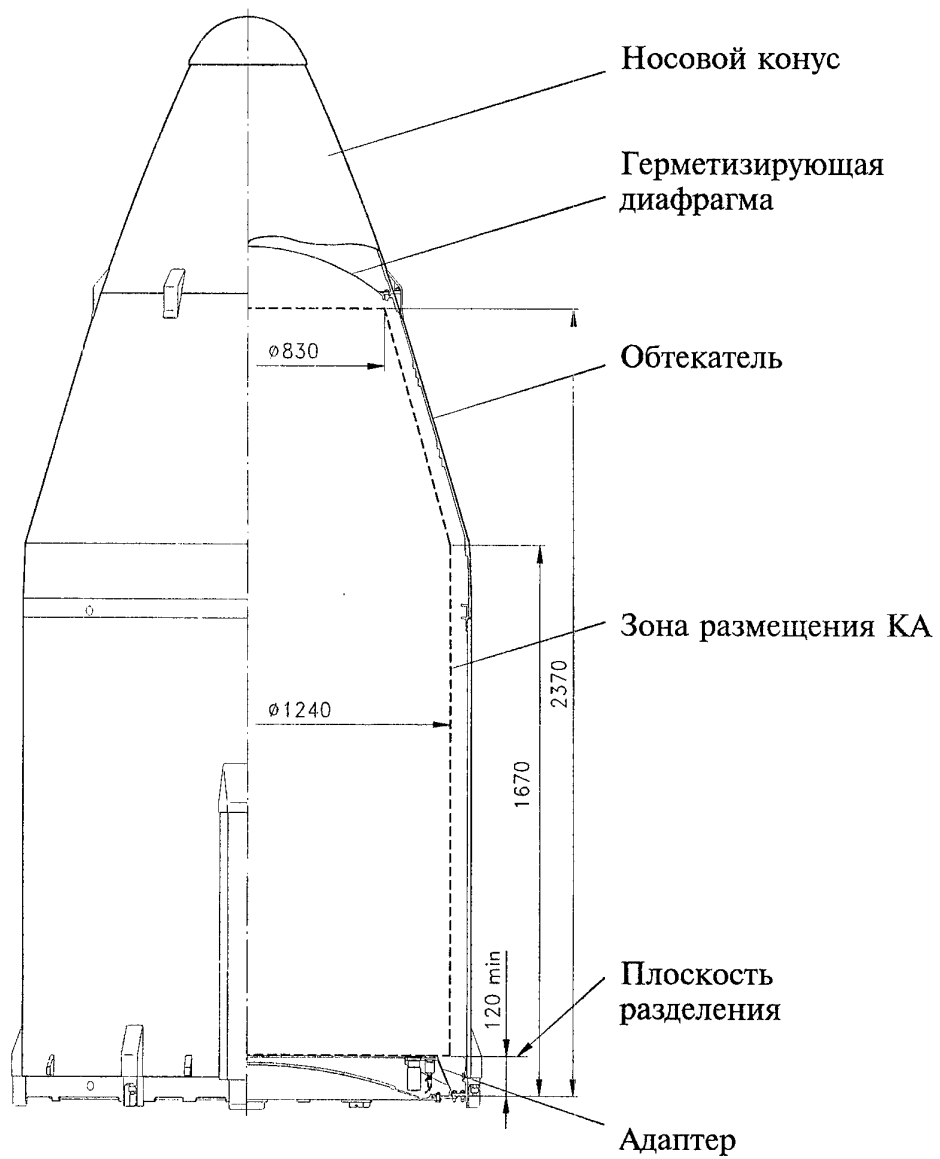 Носовой конус
Герметизирующая
диафрагма
ø830
Обтекатель
Зона размещения КА
2370
ø1240
1670
120 min
Плоскость
разделения
Адаптер